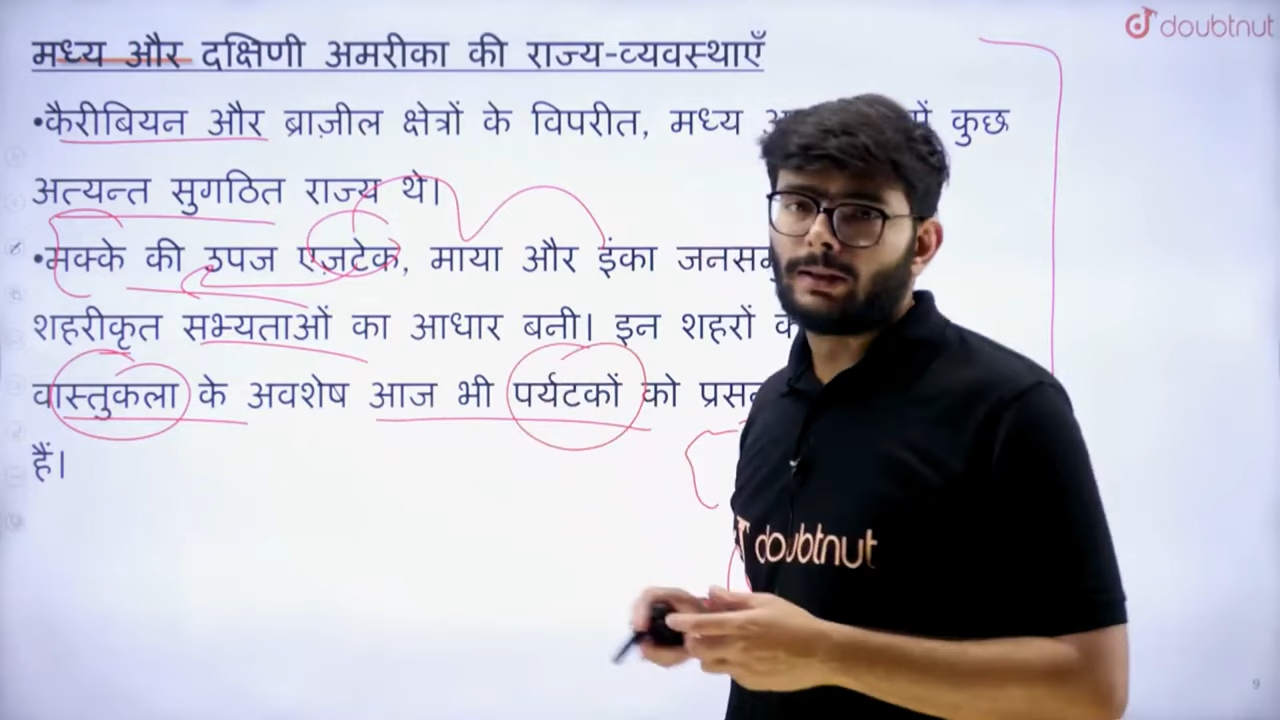 doubtnut
मध्य और दक्षिणी अमरीका की राज्य-व्यवस्थाएँ
•कैरीबियन और ब्राज़ील क्षेत्रों के विपरीत, मध्य कुछ
अत्यन्त सुगठित राज्य थे।
•मक्के की उपज एज़टेक, माया और इंका
शहरीकृत सभ्यताओं का आधार बनी। इन शहरों
वास्तुकला के अवशेष आज भी पर्यटकों को
हैं।
doubtnut
9